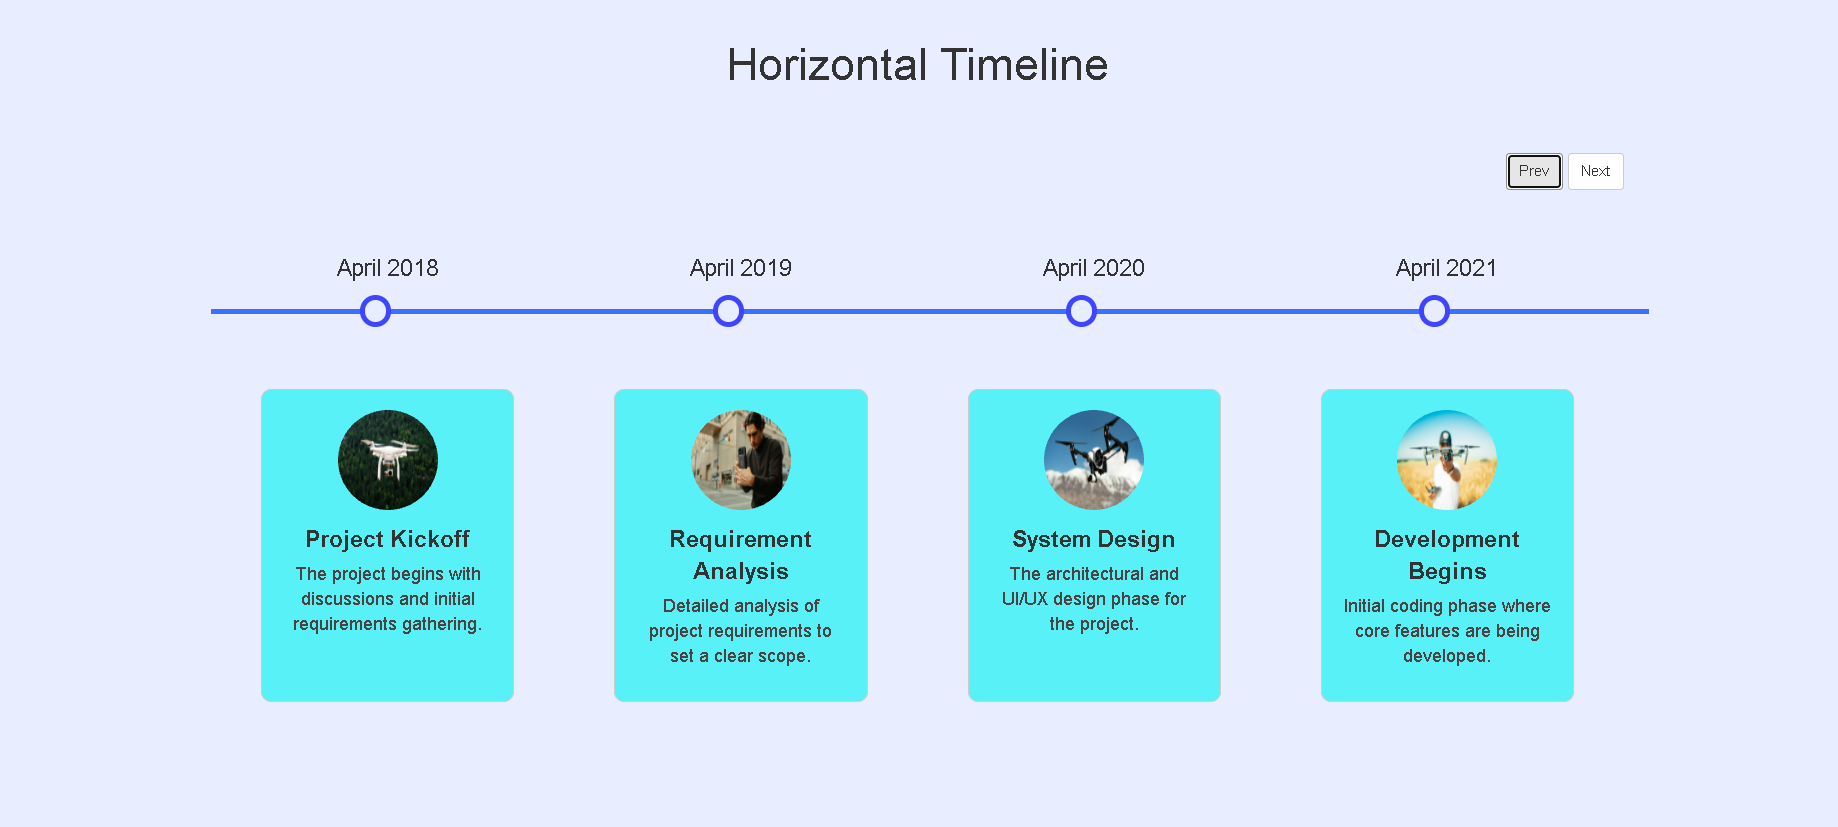 Horizontal Timeline
Prev Next
April 2018 April 2019 April 2020 April 2021
Project Kickoff
The project begins with
discussions and initial
requirements gathering.
Requirement
Analysis
Detailed analysis of
project requirements to
set a clear scope.
System Design
The architectural and
UI/UX design phase for
the project.
Development
Begins
Initial coding phase where
core features are being
developed.